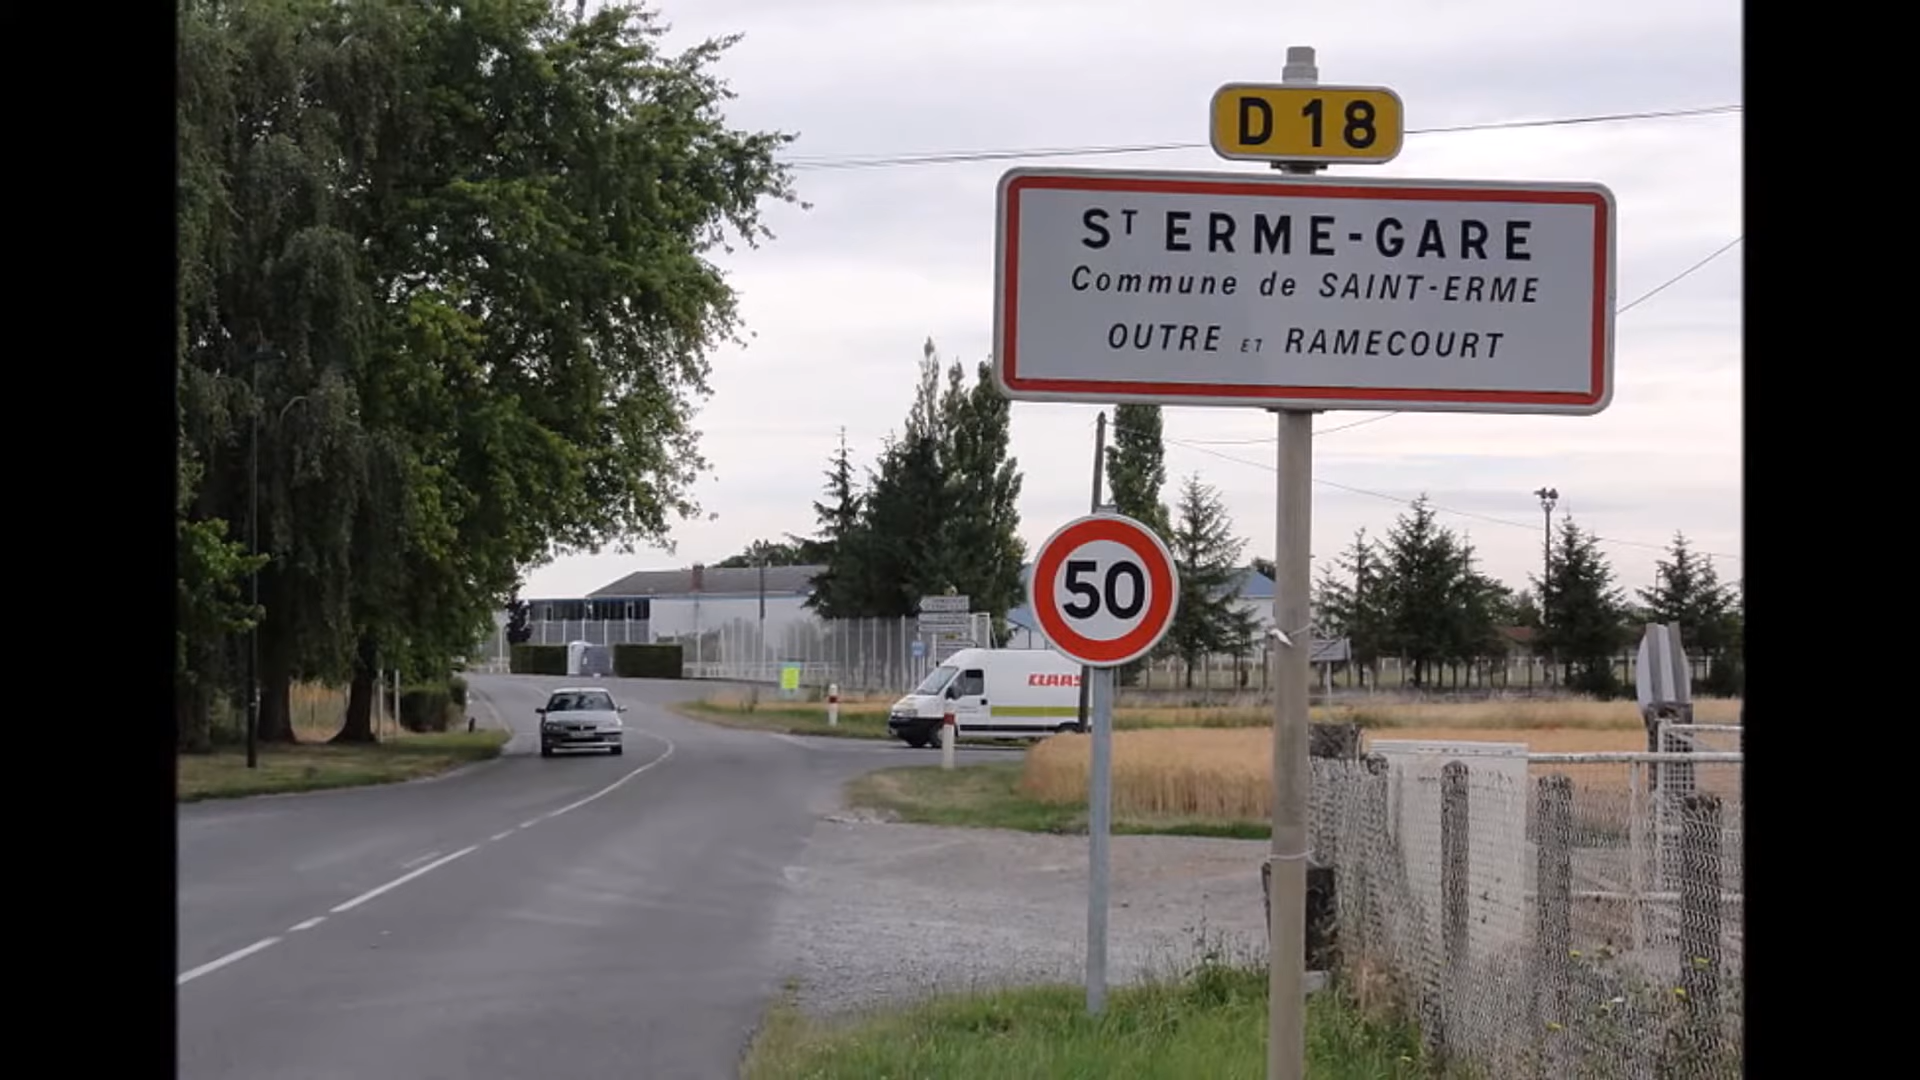 D 18
ST ERME-GARE
Commune de SAINT-ERME
OUTRE ET RAMECOURT
50
CLAAS